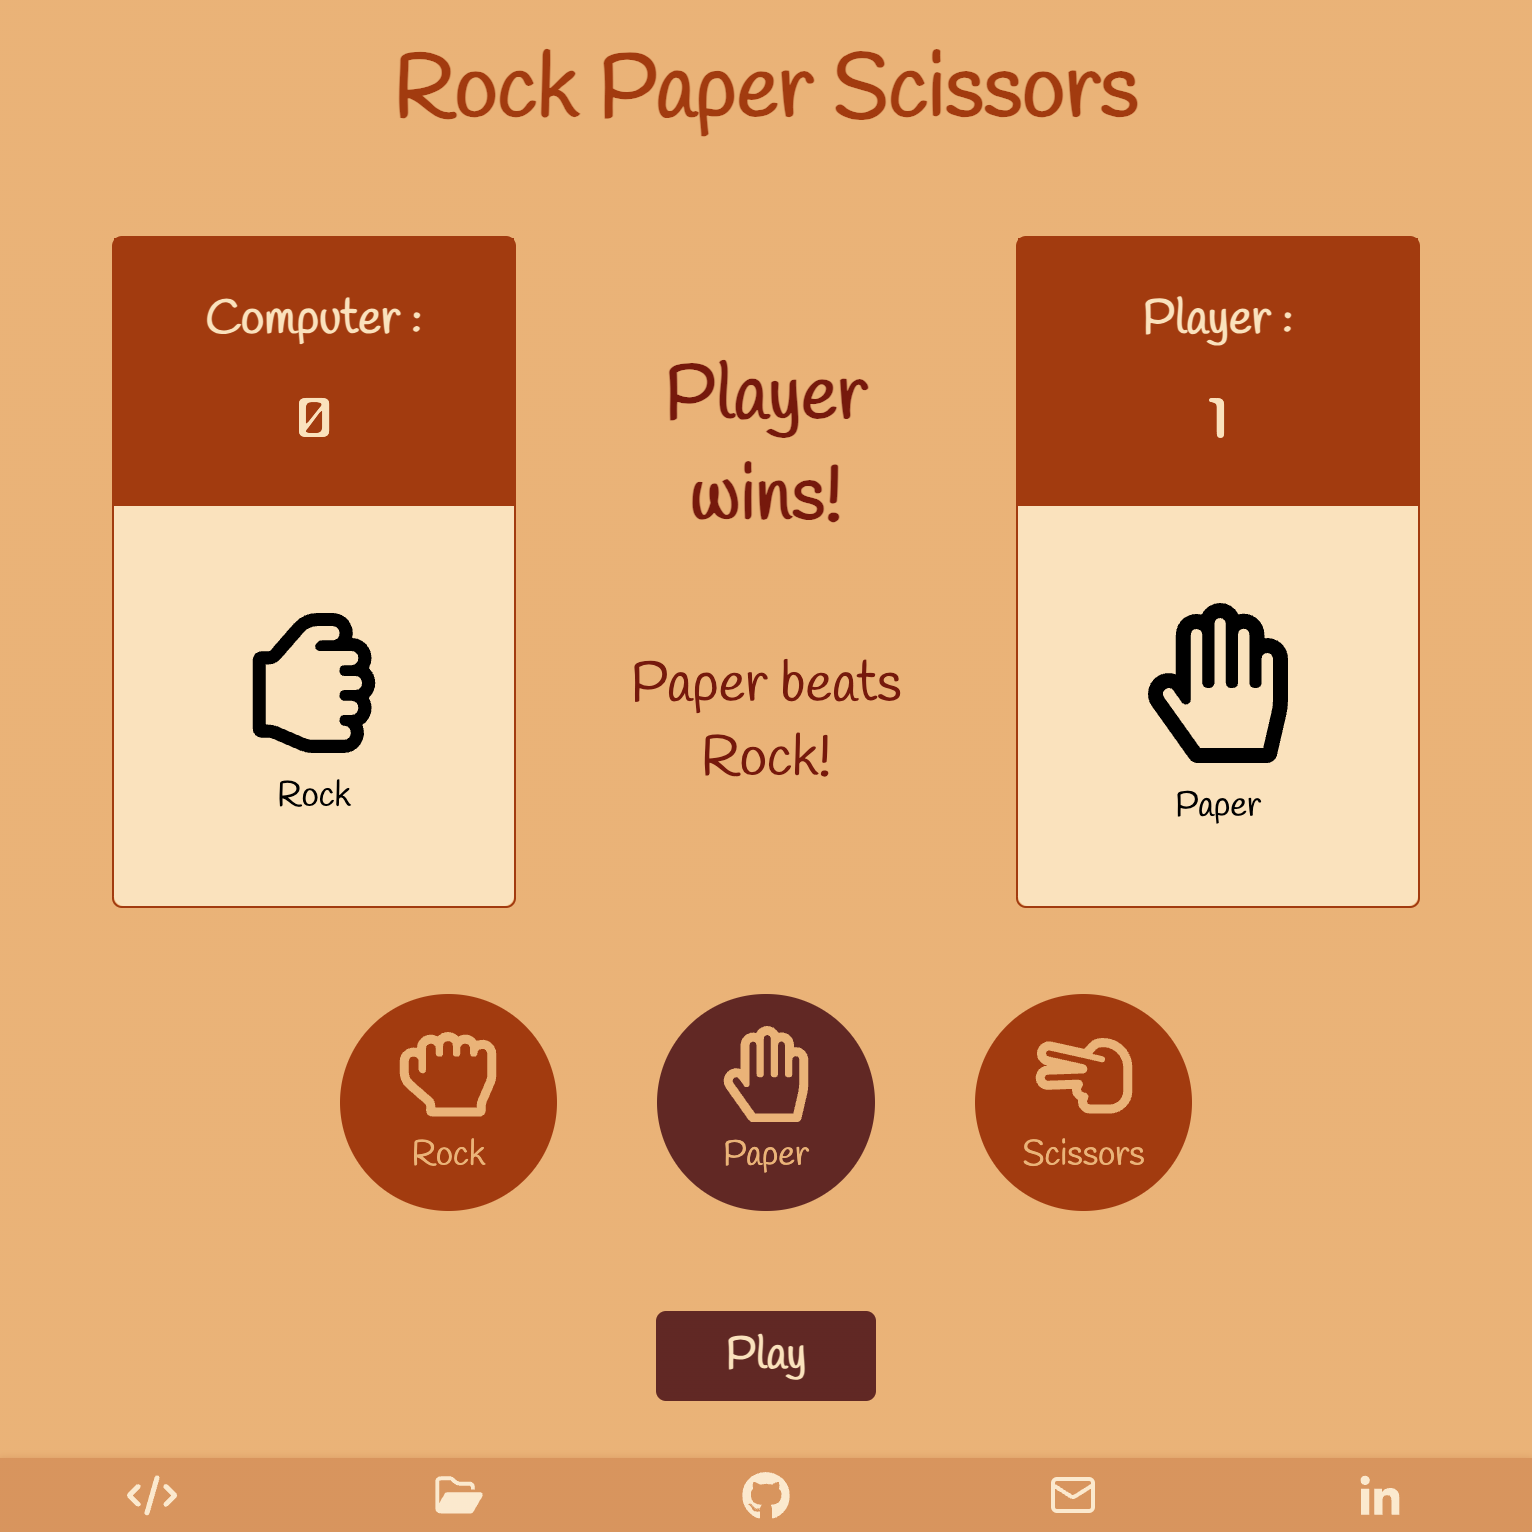 Rock Paper Scissors
Computer :
0
Rock
Player
wins!
Paper beats
Rock!
Player :
1
Paper
Rock
Paper
Scissors
Play
in